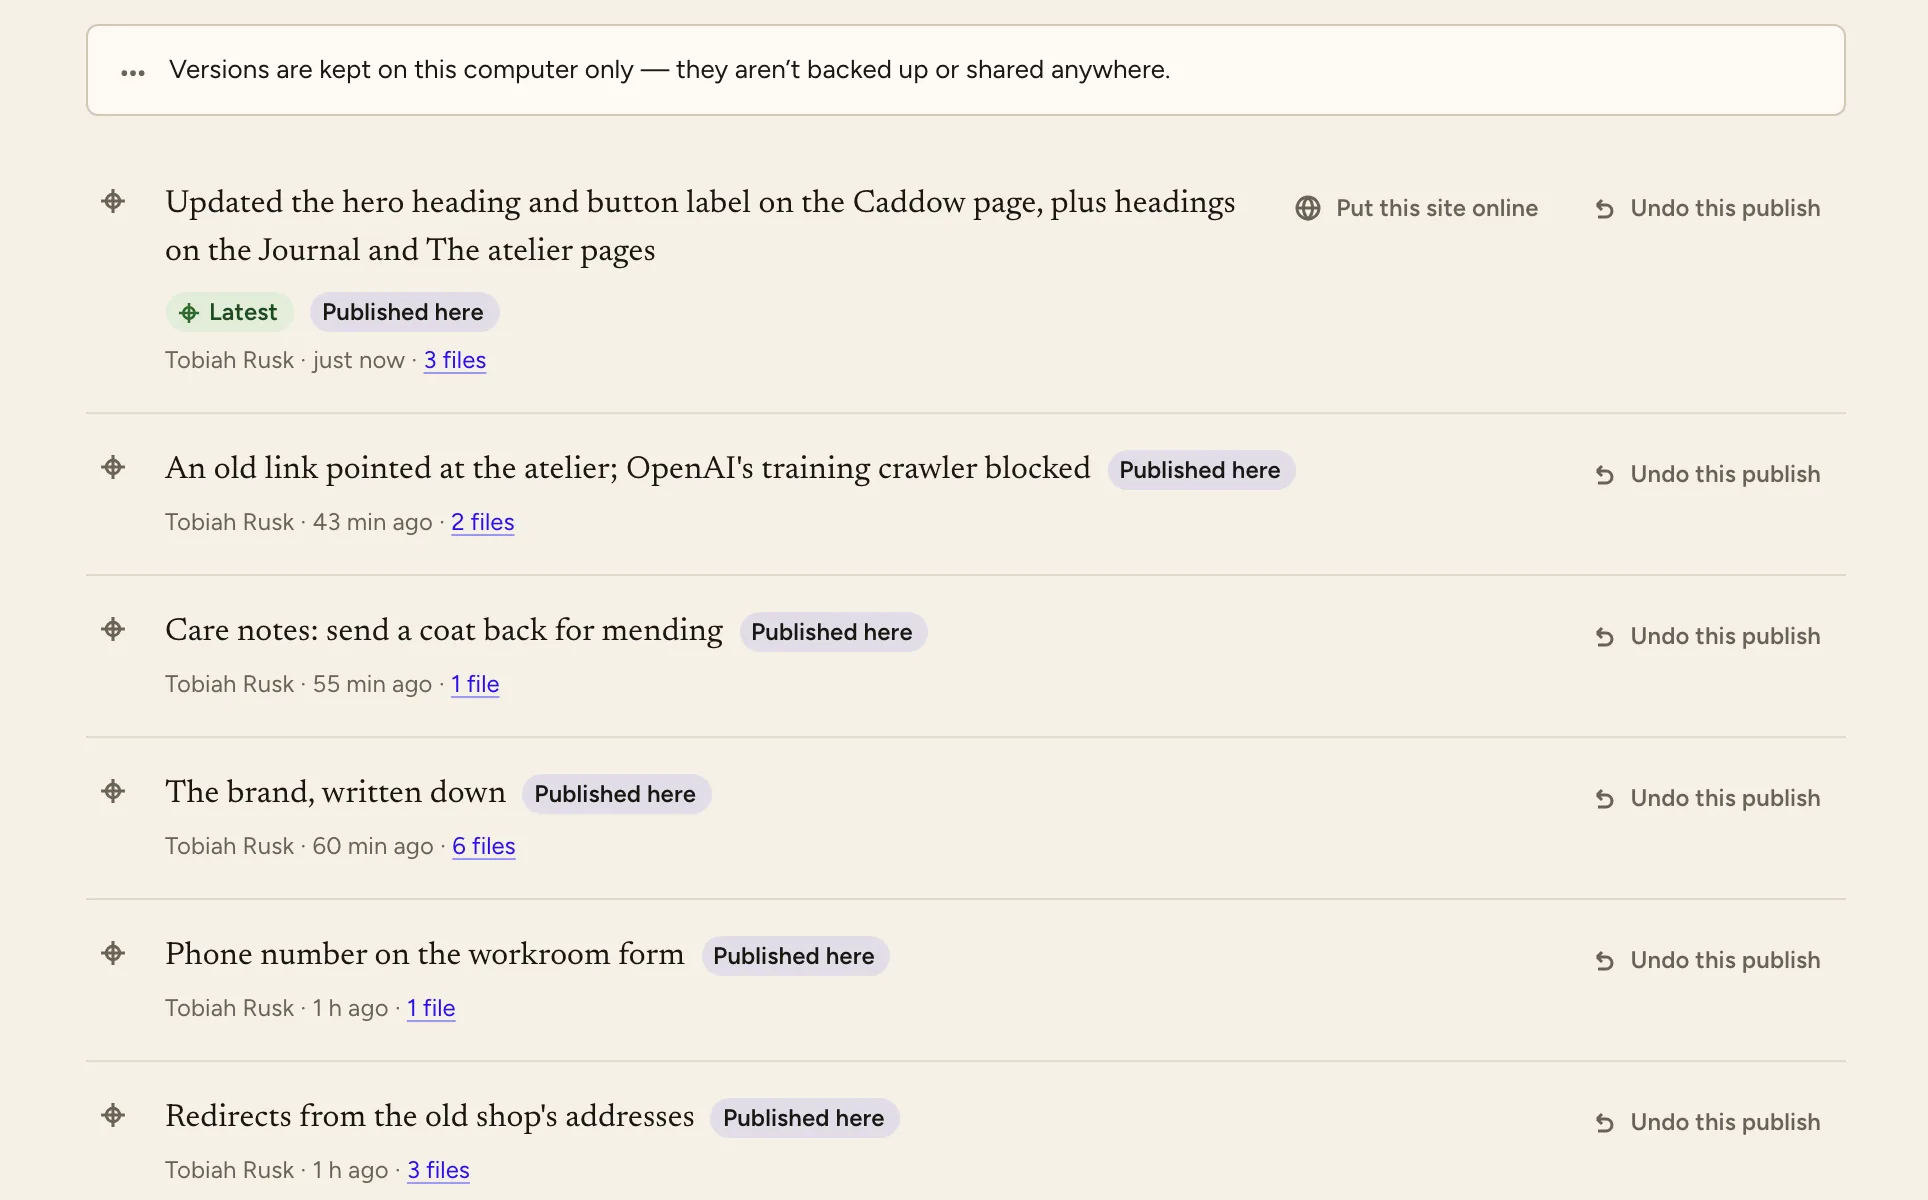 Versions are kept on this computer only — they aren’t backed up or shared anywhere.
Updated the hero heading and button label on the Caddow page, plus headings
on the Journal and The atelier pages
Put this site online
Undo this publish
Latest
Published here
Tobiah Rusk · just now · 3 files
An old link pointed at the atelier; OpenAI's training crawler blocked
Published here
Undo this publish
Tobiah Rusk · 43 min ago · 2 files
Care notes: send a coat back for mending
Published here
Undo this publish
Tobiah Rusk · 55 min ago · 1 file
The brand, written down
Published here
Undo this publish
Tobiah Rusk · 60 min ago · 6 files
Phone number on the workroom form
Published here
Undo this publish
Tobiah Rusk · 1 h ago · 1 file
Redirects from the old shop's addresses
Published here
Undo this publish
Tobiah Rusk · 1 h ago · 3 files